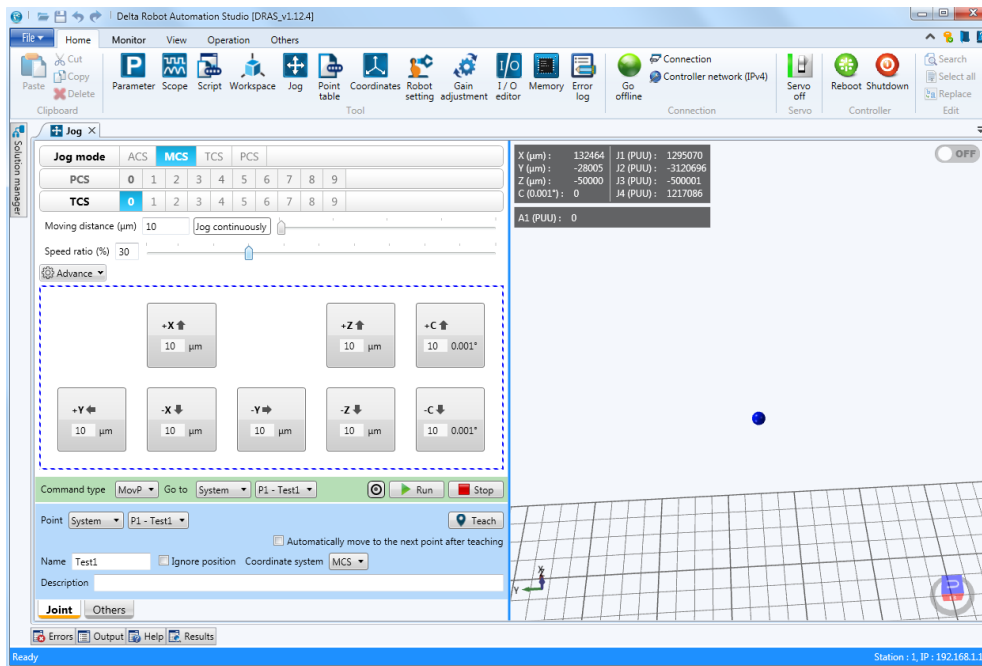 Delta Robot Automation Studio [DRAS_v1.12.4]
File Home Monitor View Operation Others
Paste Cut Copy Delete
Parameter Scope Script Workspace Jog Point table Coordinates Robot setting Gain adjustment I / O editor Memory Error log
Go offline Connection Controller network (IPv4)
Servo off Reboot Shutdown
Search Select all Replace
Clipboard Tool Connection Servo Controller Edit
Solution manager
Jog
Jog mode ACS MCS TCS PCS
PCS 0 1 2 3 4 5 6 7 8 9
TCS 0 1 2 3 4 5 6 7 8 9
Moving distance (µm) 10 Jog continuously
Speed ratio (%) 30
Advance
+X +Z +C
10 µm 10 µm 10 0.001°
+Y -X -Y -Z -C
10 µm 10 µm 10 µm 10 µm 10 0.001°
Command type MovP Go to System P1 - Test1 Run Stop
Point System P1 - Test1 Teach
Automatically move to the next point after teaching
Name Test1 Ignore position Coordinate system MCS
Description
Joint Others
X (µm) : 132464 J1 (PUU) : 1295070
Y (µm) : -28005 J2 (PUU) : -3120696
Z (µm) : -50000 J3 (PUU) : -500001
C (0.001°) : 0 J4 (PUU) : 1217086
A1 (PUU) : 0
OFF
Y
Errors Output Help Results
Ready Station : 1, IP : 192.168.1.1